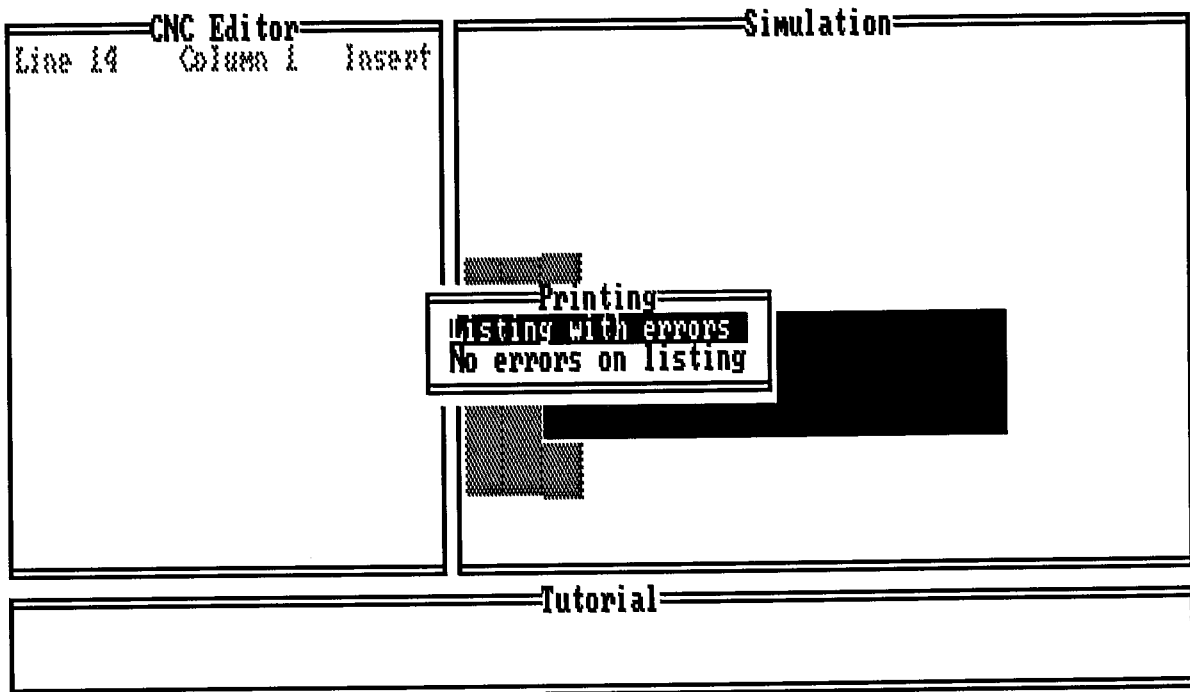 CNC Editor
Line 14 Column 1 Insert
Simulation
Printing
Listing with errors
No errors on listing
Tutorial